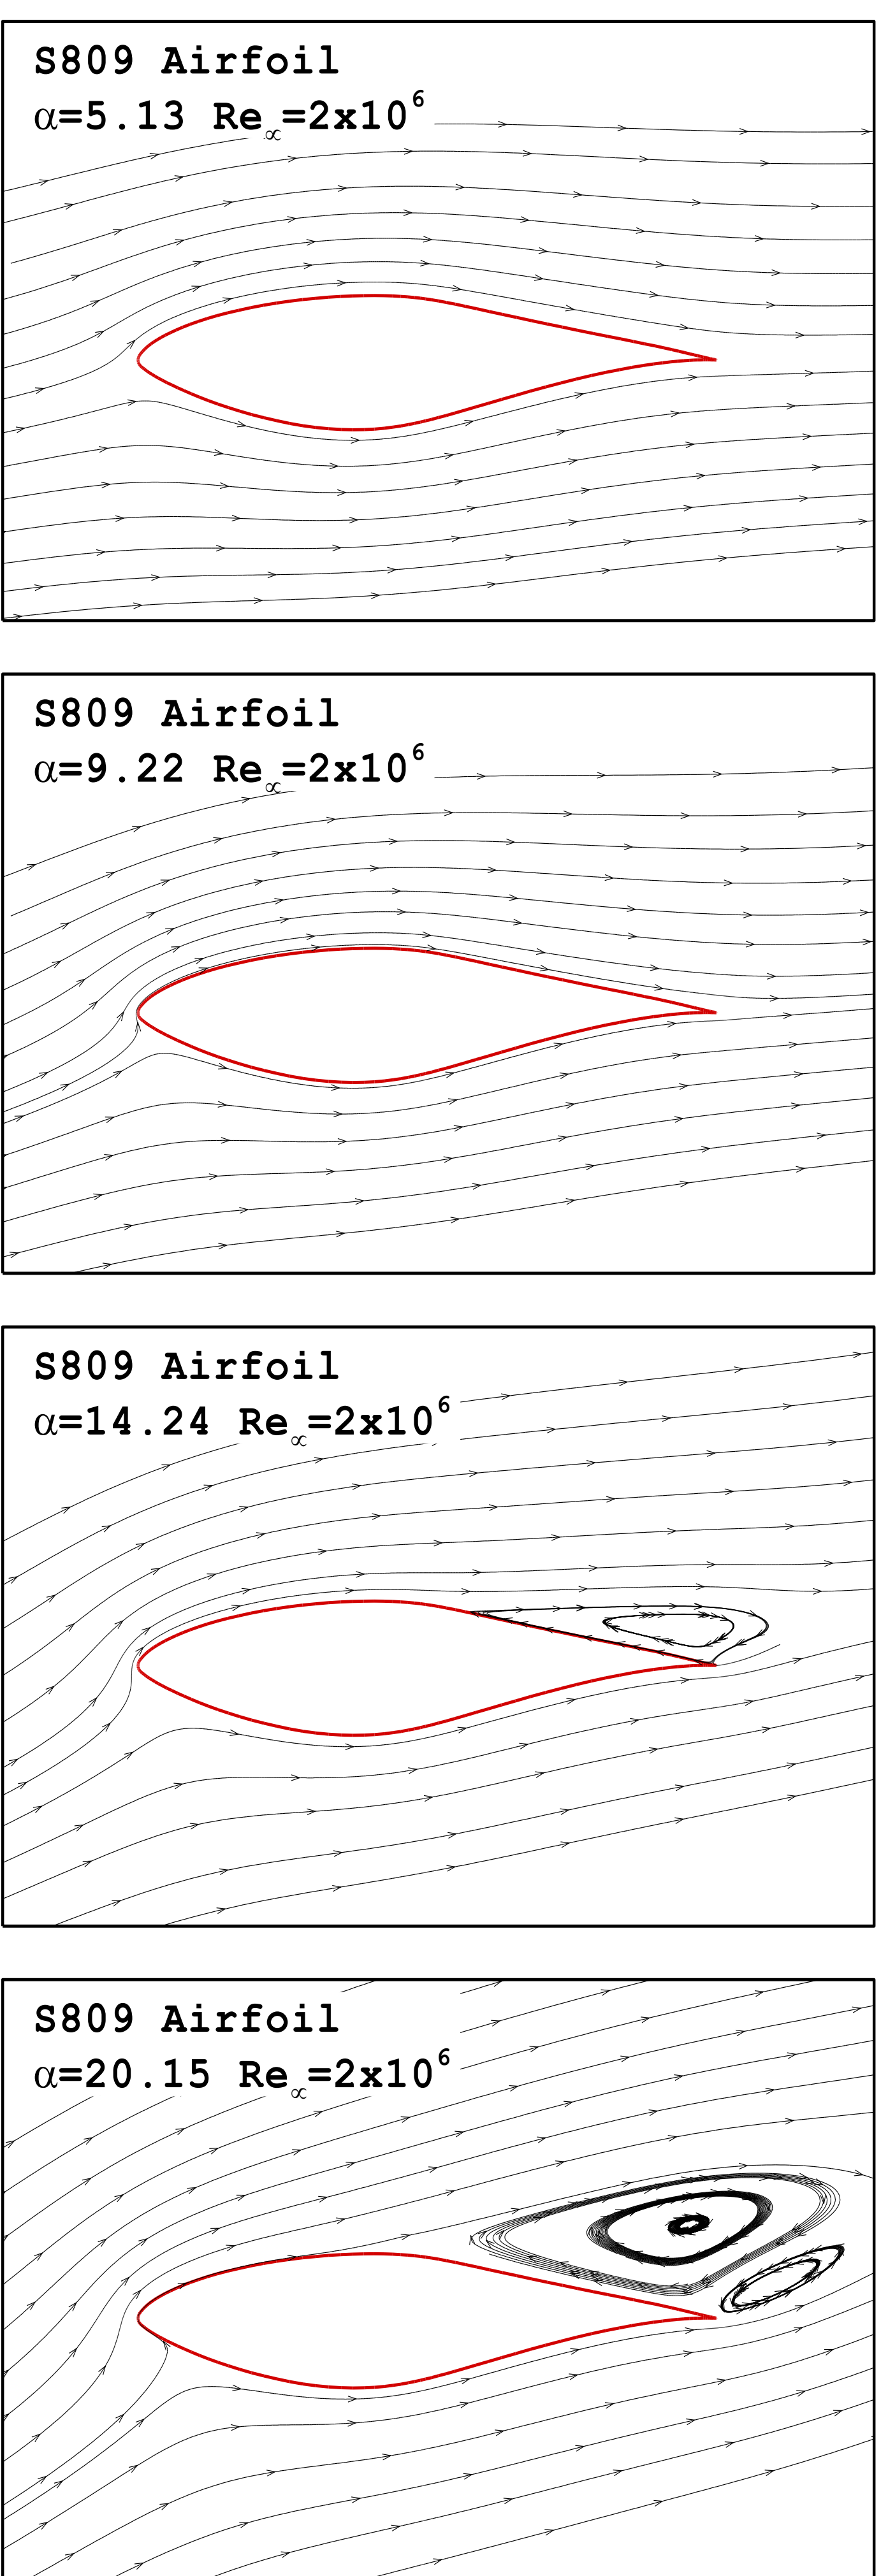 S809 Airfoil
α=5.13 Re∝=2x10⁶
S809 Airfoil
α=9.22 Re∝=2x10⁶
S809 Airfoil
α=14.24 Re∝=2x10⁶
S809 Airfoil
α=20.15 Re∝=2x10⁶